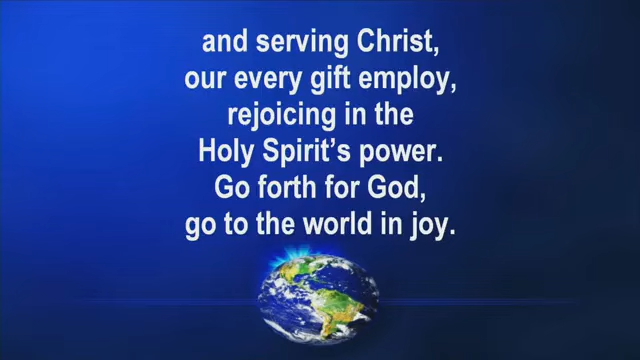 and serving Christ,
our every gift employ,
rejoicing in the
Holy Spirit’s power.
Go forth for God,
go to the world in joy.